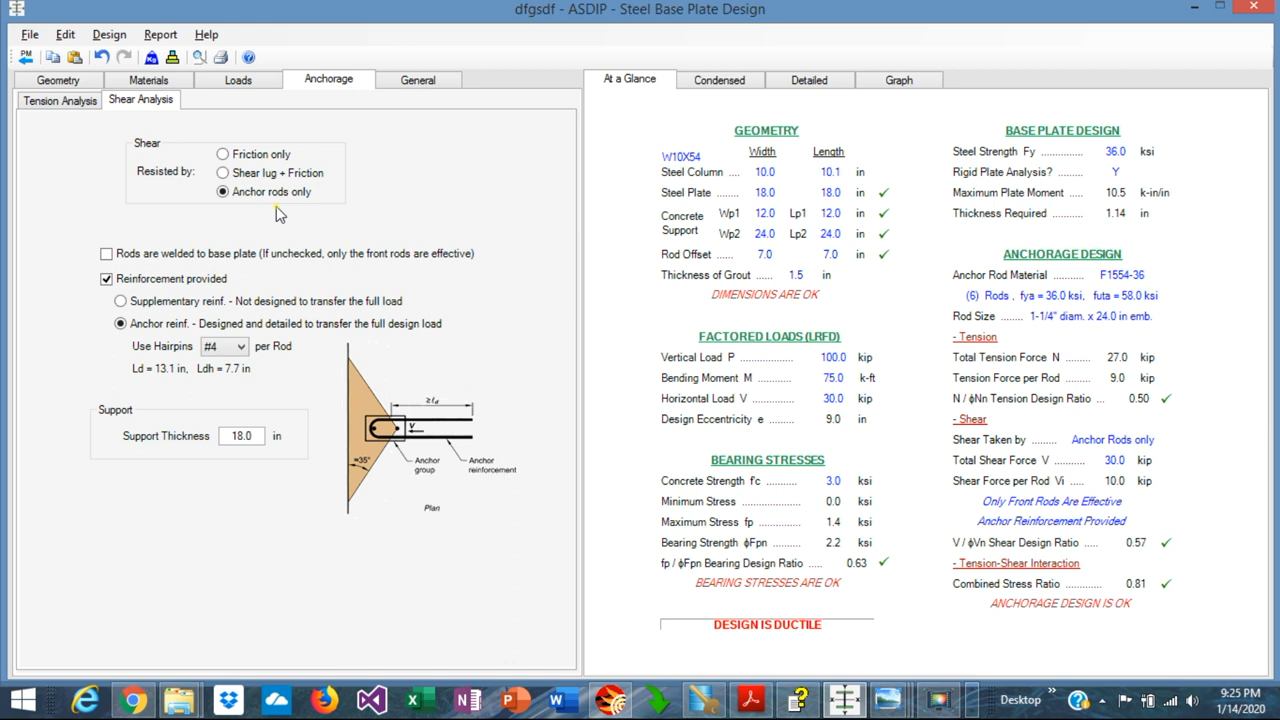 dfgsdf - ASDIP - Steel Base Plate Design
File Edit Design Report Help
PM
Kg
Geometry Materials Loads Anchorage General
Tension Analysis Shear Analysis
Shear
Resisted by:
Friction only
Shear lug + Friction
Anchor rods only
Rods are welded to base plate (If unchecked, only the front rods are effective)
Reinforcement provided
Supplementary reinf. - Not designed to transfer the full load
Anchor reinf. - Designed and detailed to transfer the full design load
Use Hairpins #4 per Rod
Ld = 13.1 in, Ldh = 7.7 in
Support
Support Thickness 18.0 in
≥ℓd
V
≈35°
Anchor group
Anchor reinforcement
Plan
At a Glance Condensed Detailed Graph
GEOMETRY
W10X54 Width Length
Steel Column .... 10.0 10.1 in
Steel Plate ........ 18.0 18.0 in ✓
Concrete Support
Wp1 12.0 Lp1 12.0 in ✓
Wp2 24.0 Lp2 24.0 in ✓
Rod Offset ...... 7.0 7.0 in ✓
Thickness of Grout ...... 1.5 in
DIMENSIONS ARE OK
FACTORED LOADS (LRFD)
Vertical Load P .................. 100.0 kip
Bending Moment M ........... 75.0 k-ft
Horizontal Load V ............. 30.0 kip
Design Eccentricity e ......... 9.0 in
BEARING STRESSES
Concrete Strength f'c ........... 3.0 ksi
Minimum Stress ..................... 0.0 ksi
Maximum Stress fp ............. 1.4 ksi
Bearing Strength ϕFpn .......... 2.2 ksi
fp / ϕFpn Bearing Design Ratio ..... 0.63 ✓
BEARING STRESSES ARE OK
DESIGN IS DUCTILE
BASE PLATE DESIGN
Steel Strength Fy .............. 36.0 ksi
Rigid Plate Analysis? ........ Y
Maximum Plate Moment ..... 10.5 k-in/in
Thickness Required ........... 1.14 in
ANCHORAGE DESIGN
Anchor Rod Material .......... F1554-36
(6) Rods , fya = 36.0 ksi, futa = 58.0 ksi
Rod Size ........ 1-1/4" diam. x 24.0 in emb.
- Tension
Total Tension Force N ........ 27.0 kip
Tension Force per Rod ....... 9.0 kip
N / ϕNn Tension Design Ratio ... 0.50 ✓
- Shear
Shear Taken by ........ Anchor Rods only
Total Shear Force V .......... 30.0 kip
Shear Force per Rod Vi ..... 10.0 kip
Only Front Rods Are Effective
Anchor Reinforcement Provided
V / ϕVn Shear Design Ratio ..... 0.57 ✓
- Tension-Shear Interaction
Combined Stress Ratio ............. 0.81 ✓
ANCHORAGE DESIGN IS OK
Desktop
9:25 PM
1/14/2020